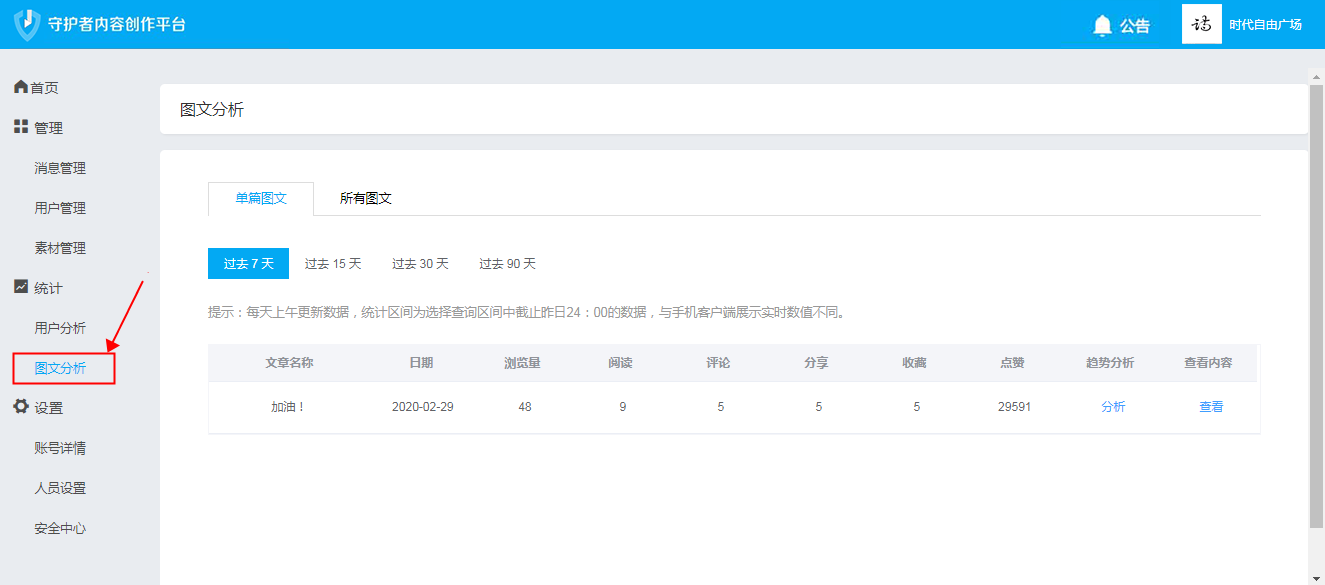 守护者内容创作平台
公告
时代自由广场
首页
管理
消息管理
用户管理
素材管理
统计
用户分析
图文分析
设置
账号详情
人员设置
安全中心
图文分析
单篇图文 所有图文
过去 7 天 过去 15 天 过去 30 天 过去 90 天
提示：每天上午更新数据，统计区间为选择查询区间中截止昨日24：00的数据，与手机客户端展示实时数值不同。
文章名称 日期 浏览量 阅读 评论 分享 收藏 点赞 趋势分析 查看内容
加油！ 2020-02-29 48 9 5 5 5 29591 分析 查看